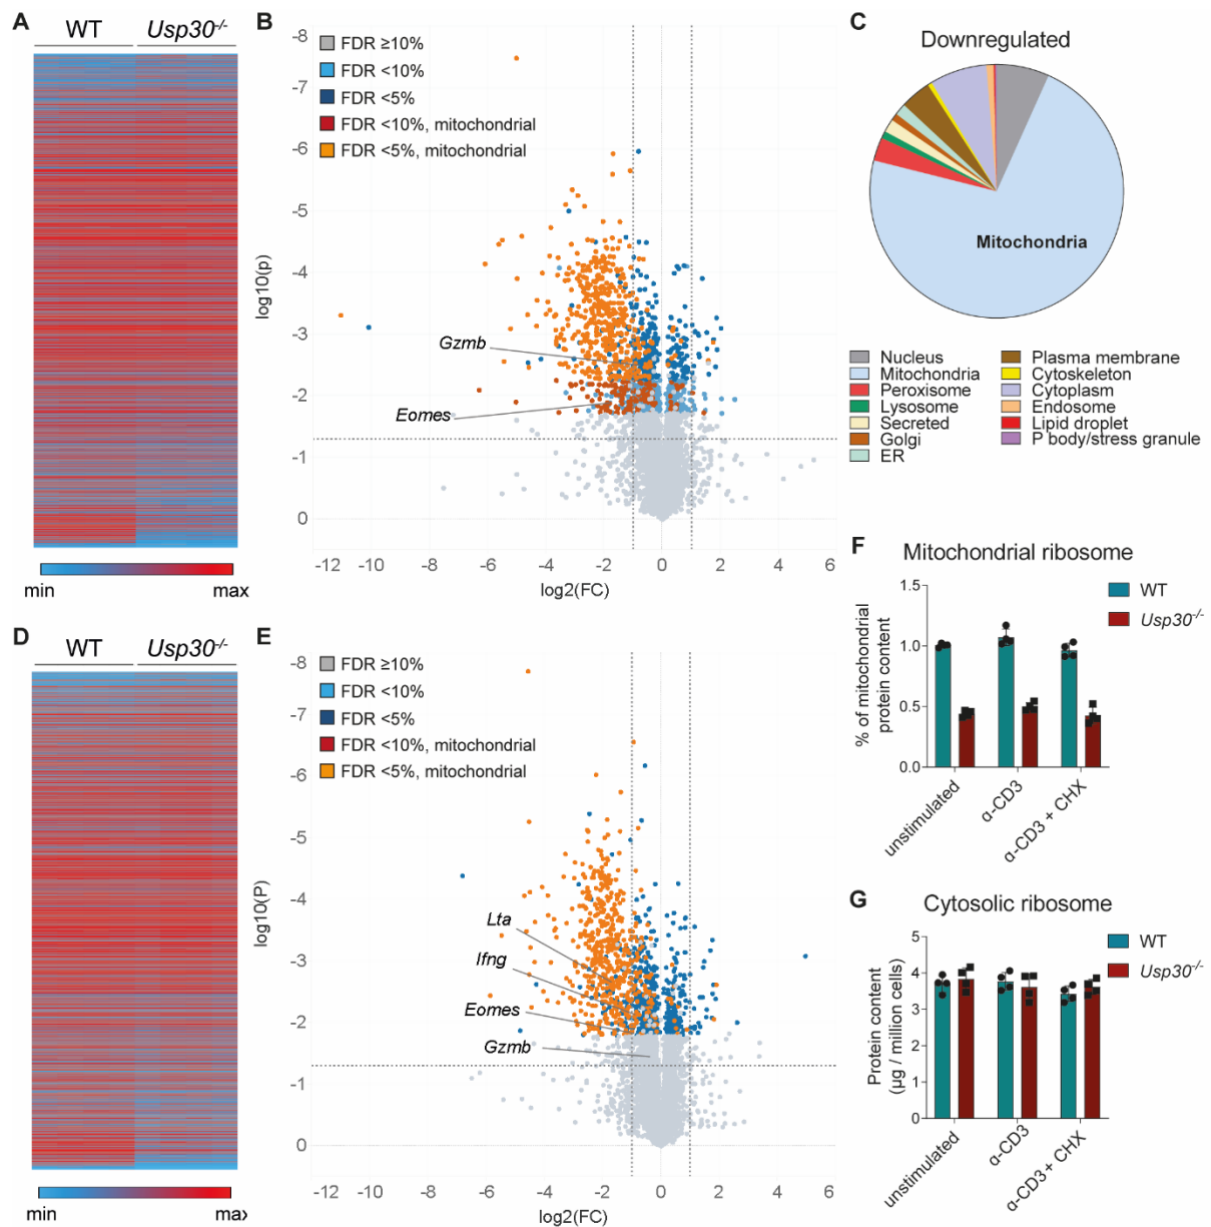 A
WT
Usp30-/-
min
max
B
-8
-7
-6
-5
-4
-3
-2
-1
0
log10(p)
FDR ≥10%
FDR <10%
FDR <5%
FDR <10%, mitochondrial
FDR <5%, mitochondrial
Gzmb
Eomes
-12
-10
-8
-6
-4
-2
0
2
4
6
log2(FC)
C
Downregulated
Mitochondria
Nucleus
Mitochondria
Peroxisome
Lysosome
Secreted
Golgi
ER
Plasma membrane
Cytoskeleton
Cytoplasm
Endosome
Lipid droplet
P body/stress granule
D
WT
Usp30-/-
min
max
E
-8
-7
-6
-5
-4
-3
-2
-1
0
log10(P)
FDR ≥10%
FDR <10%
FDR <5%
FDR <10%, mitochondrial
FDR <5%, mitochondrial
Lta
Ifng
Eomes
Gzmb
-12
-10
-8
-6
-4
-2
0
2
4
6
log2(FC)
F
Mitochondrial ribosome
% of mitochondrial
protein content
1.5
1.0
0.5
0.0
WT
Usp30-/-
unstimulated
α-CD3
α-CD3 + CHX
G
Cytosolic ribosome
Protein content
(µg / million cells)
5
4
3
2
1
0
WT
Usp30-/-
unstimulated
α-CD3
α-CD3 + CHX